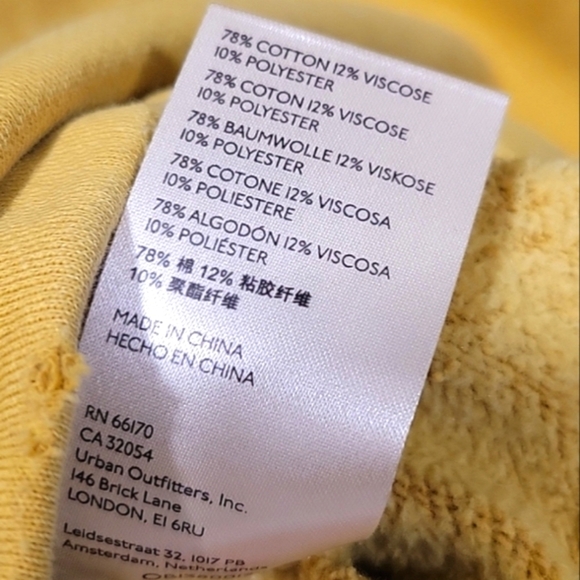 78% COTTON 12% VISCOSE
10% POLYESTER
78% COTON 12% VISCOSE
10% POLYESTER
78% BAUMWOLLE 12% VISKOSE
10% POLYESTER
78% COTONE 12% VISCOSA
10% POLIESTERE
78% ALGODÓN 12% VISCOSA
10% POLIÉSTER
78% 棉 12% 粘胶纤维
10% 聚酯纤维
MADE IN CHINA
HECHO EN CHINA
RN 66170
CA 32054
Urban Outfitters, Inc.
146 Brick Lane
LONDON, E1 6RU
Leidsestraat 32, 1017 PB
Amsterdam, Netherlands